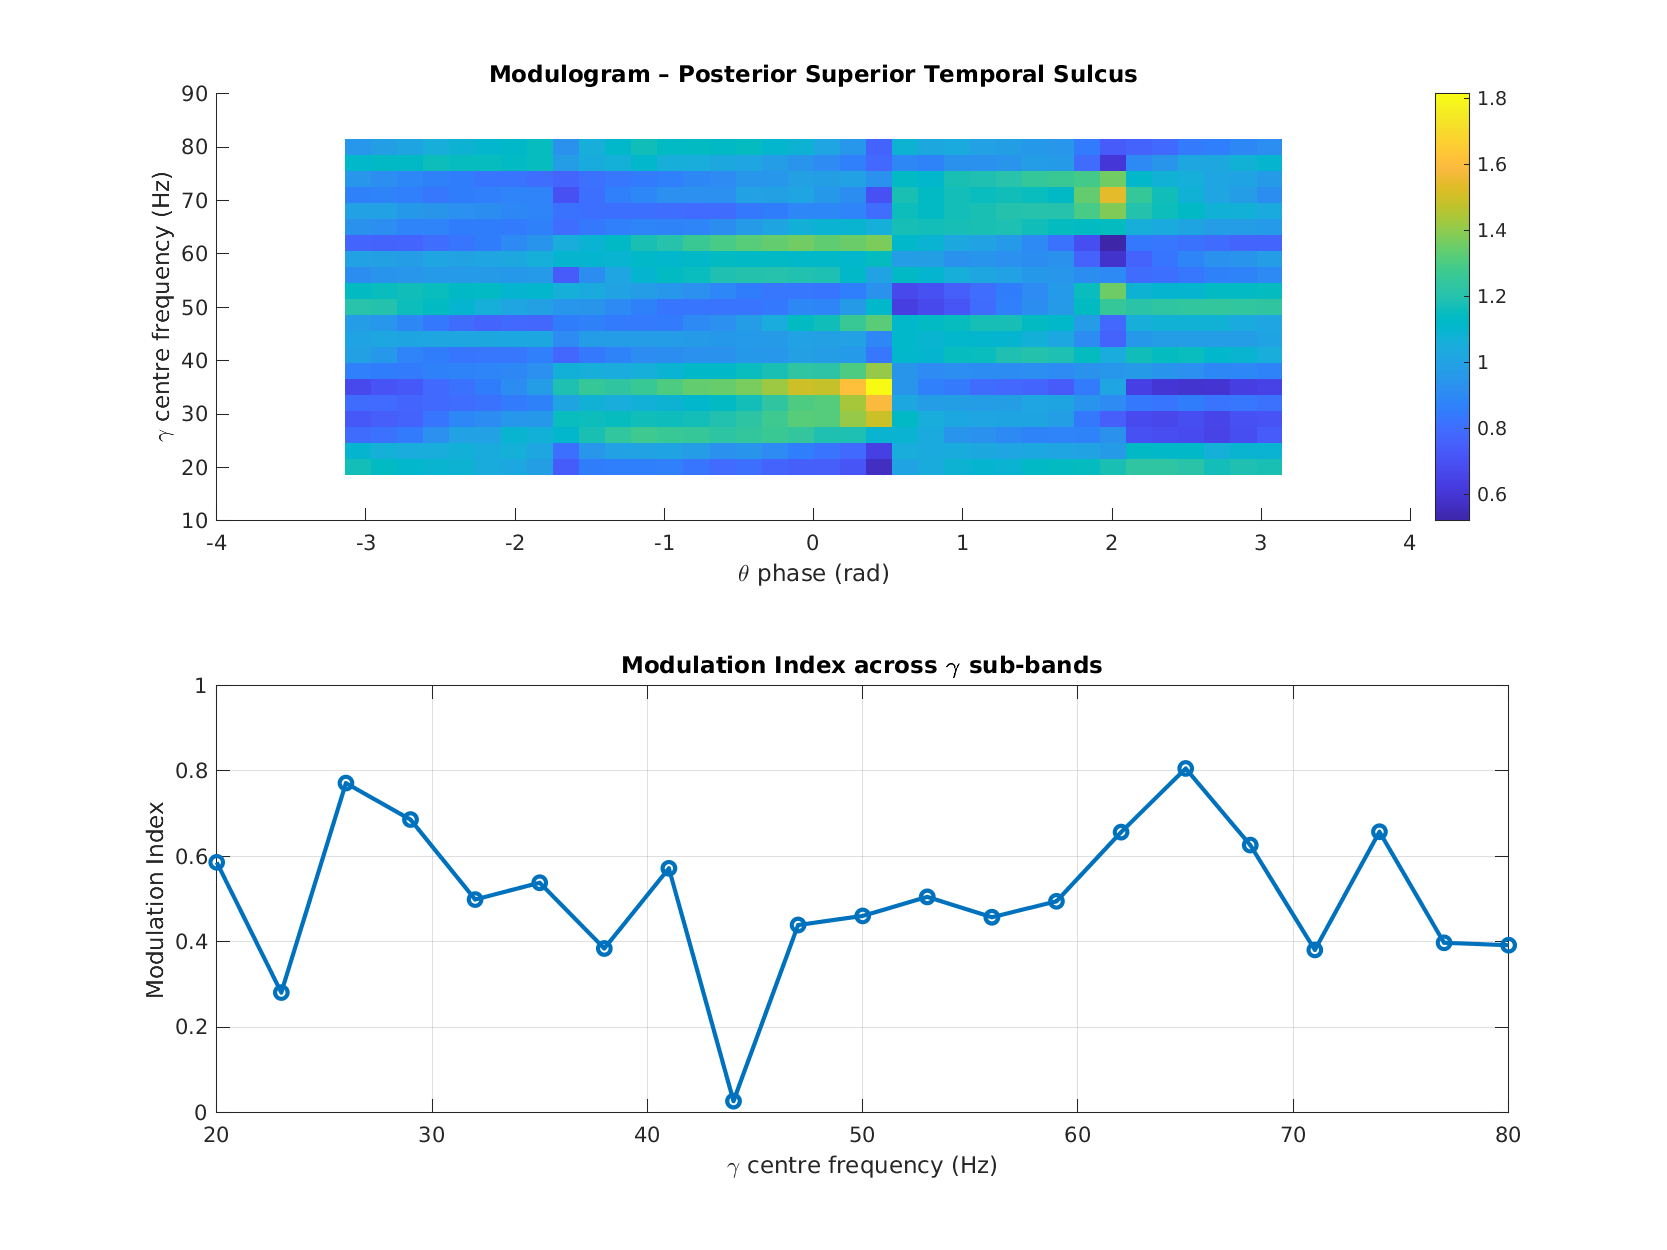 Modulogram – Posterior Superior Temporal Sulcus
γ centre frequency (Hz)
90
80
70
60
50
40
30
20
10
-4 -3 -2 -1 0 1 2 3 4
θ phase (rad)
1.8
1.6
1.4
1.2
1
0.8
0.6
Modulation Index across γ sub-bands
Modulation Index
1
0.8
0.6
0.4
0.2
0
20 30 40 50 60 70 80
γ centre frequency (Hz)